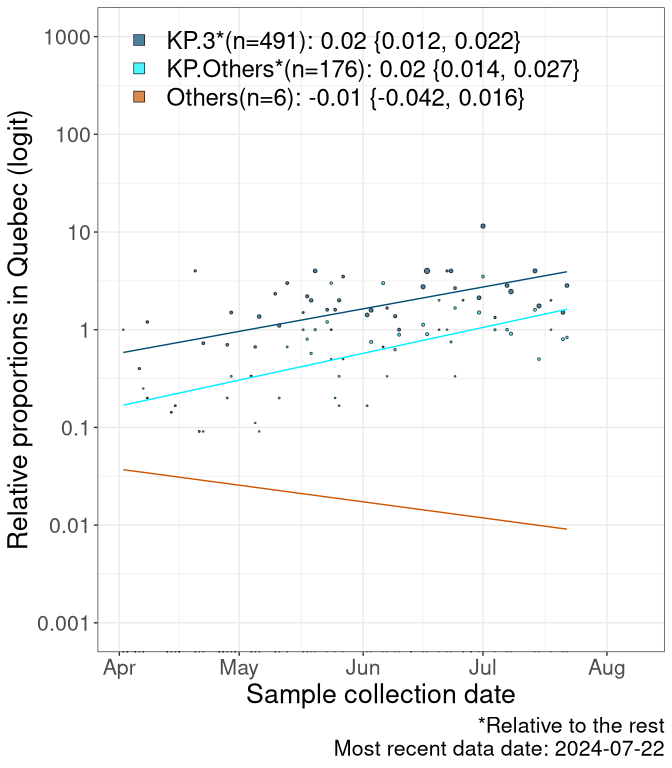 KP.3*(n=491): 0.02 {0.012, 0.022}
KP.Others*(n=176): 0.02 {0.014, 0.027}
Others(n=6): -0.01 {-0.042, 0.016}
Relative proportions in Quebec (logit)
1000
100
10
1
0.1
0.01
0.001
Apr May Jun Jul Aug
Sample collection date
*Relative to the rest
Most recent data date: 2024-07-22